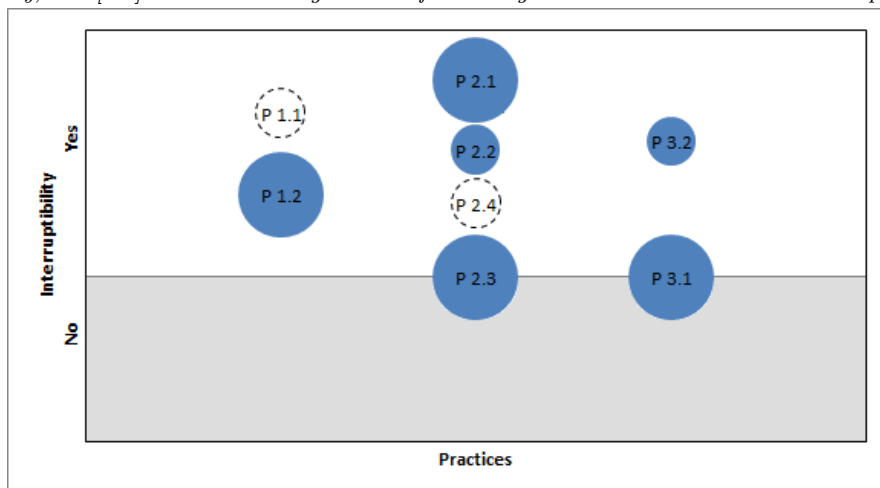 P 2.1
P 1.1
Yes
P 2.2
P 3.2
P 1.2
P 2.4
Interruptibility
P 2.3
P 3.1
No
Practices